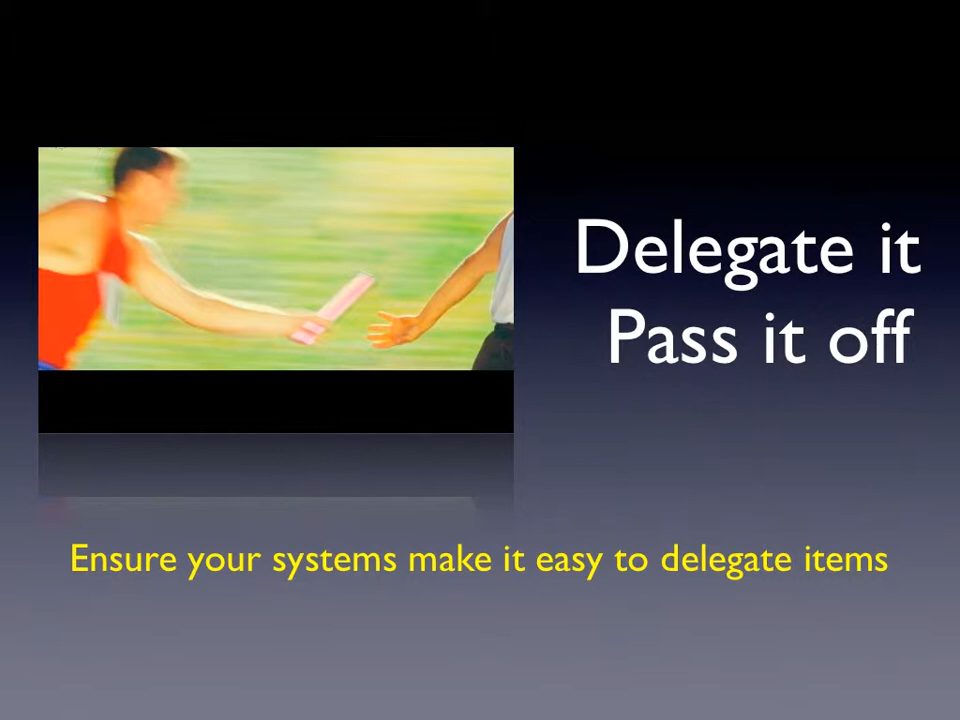 Delegate it
Pass it off
Ensure your systems make it easy to delegate items